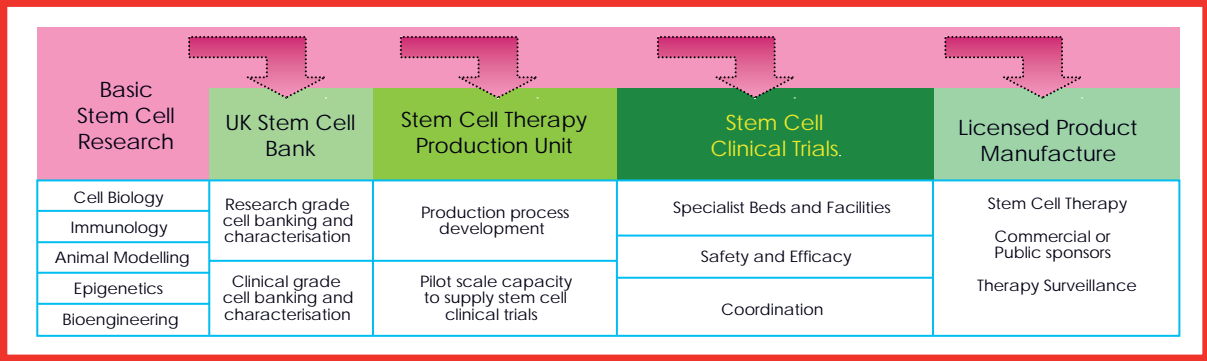 Basic
Stem Cell
Research
UK Stem Cell
Bank
Stem Cell Therapy
Production Unit
Stem Cell
Clinical Trials.
Licensed Product
Manufacture
Cell Biology
Immunology
Animal Modelling
Epigenetics
Bioengineering
Research grade
cell banking and
characterisation
Clinical grade
cell banking and
characterisation
Production process
development
Pilot scale capacity
to supply stem cell
clinical trials
Specialist Beds and Facilities
Safety and Efficacy
Coordination
Stem Cell Therapy
Commercial or
Public sponsors
Therapy Surveillance